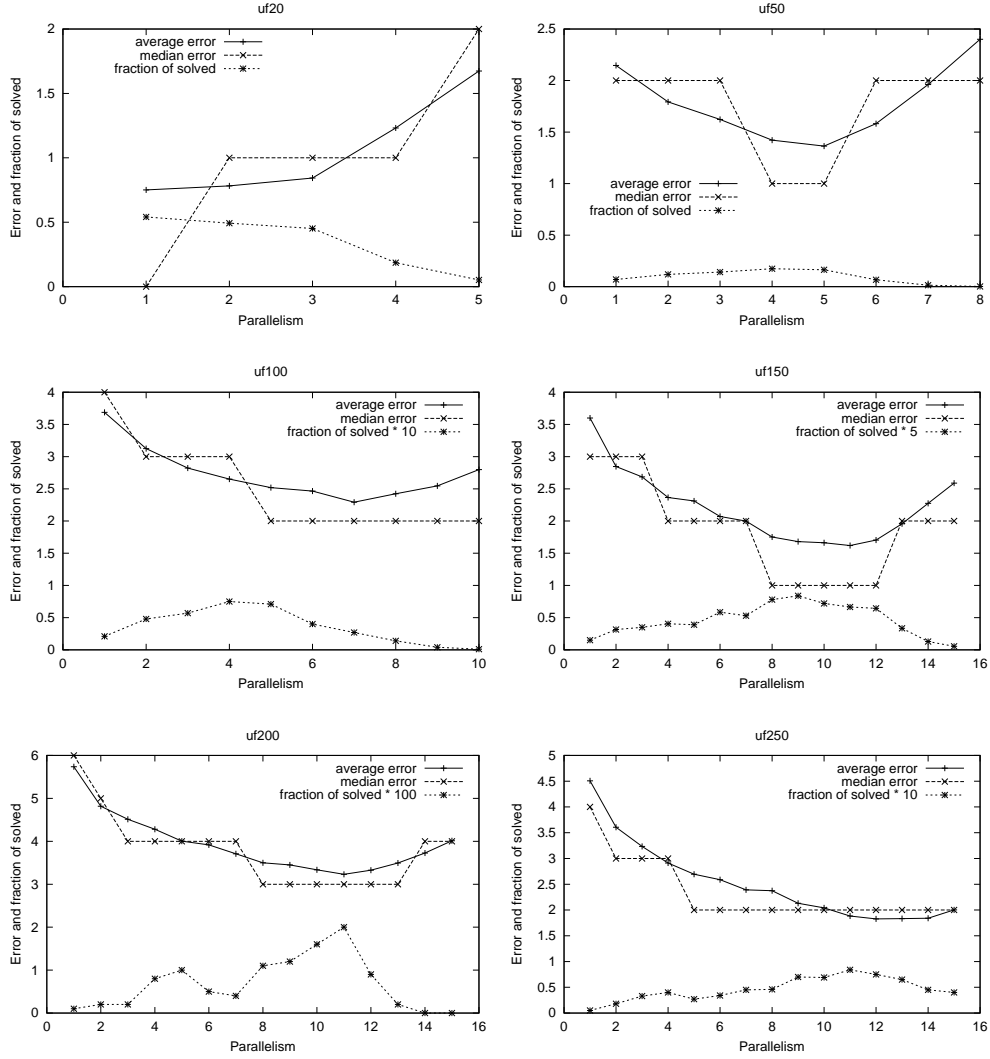 uf20
2
1.5
1
0.5
0
0
1
2
3
4
5
Error and fraction of solved
Parallelism
average error
median error
fraction of solved
uf50
2.5
2
1.5
1
0.5
0
0
1
2
3
4
5
6
7
8
Error and fraction of solved
Parallelism
average error
median error
fraction of solved
uf100
4
3.5
3
2.5
2
1.5
1
0.5
0
0
2
4
6
8
10
Error and fraction of solved
Parallelism
average error
median error
fraction of solved * 10
uf150
4
3.5
3
2.5
2
1.5
1
0.5
0
0
2
4
6
8
10
12
14
16
Error and fraction of solved
Parallelism
average error
median error
fraction of solved * 5
uf200
6
5
4
3
2
1
0
0
2
4
6
8
10
12
14
16
Error and fraction of solved
Parallelism
average error
median error
fraction of solved * 100
uf250
5
4.5
4
3.5
3
2.5
2
1.5
1
0.5
0
0
2
4
6
8
10
12
14
16
Error and fraction of solved
Parallelism
average error
median error
fraction of solved * 10